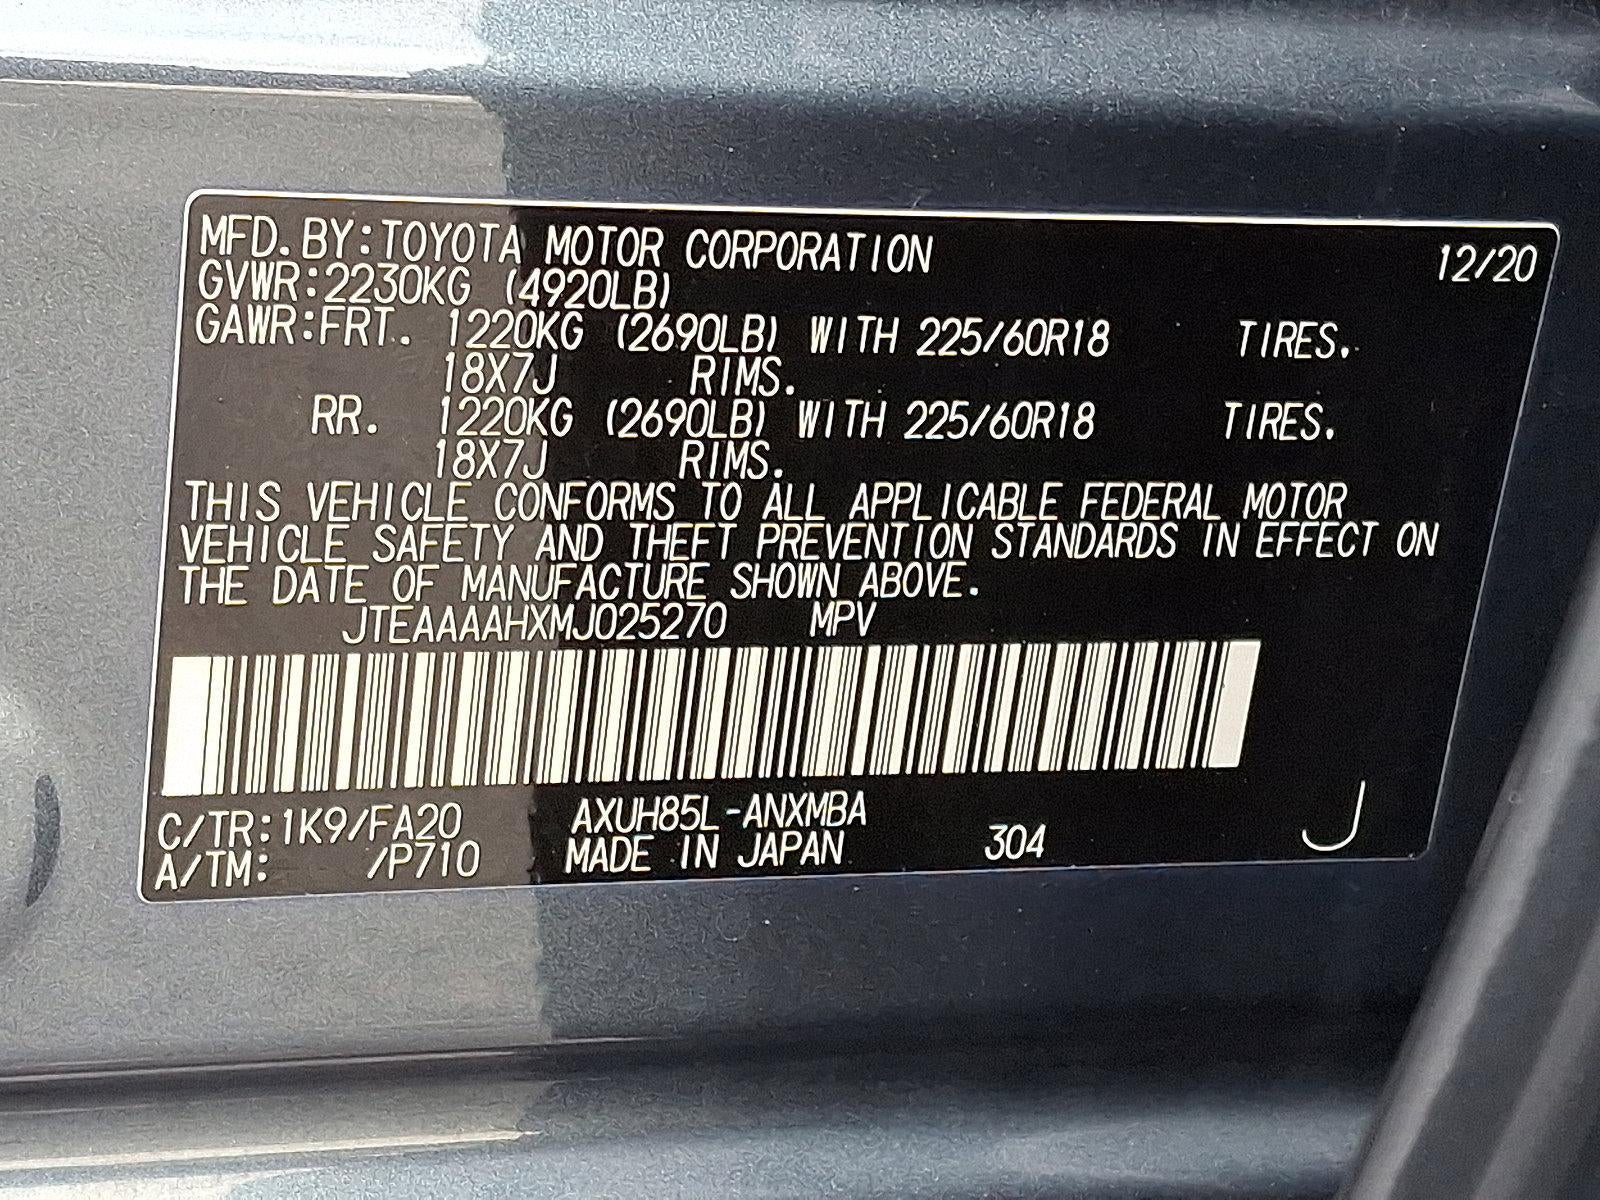 MFD. BY:TOYOTA MOTOR CORPORATION 12/20
GVWR:2230KG (4920LB)
GAWR:FRT. 1220KG (2690LB) WITH 225/60R18 TIRES.
18X7J RIMS.
RR. 1220KG (2690LB) WITH 225/60R18 TIRES.
18X7J RIMS.
THIS VEHICLE CONFORMS TO ALL APPLICABLE FEDERAL MOTOR
VEHICLE SAFETY AND THEFT PREVENTION STANDARDS IN EFFECT ON
THE DATE OF MANUFACTURE SHOWN ABOVE.
JTEAAAAHXMJ025270 MPV
C/TR:1K9/FA20 AXUH85L-ANXMBA
A/TM: /P710 MADE IN JAPAN 304 J